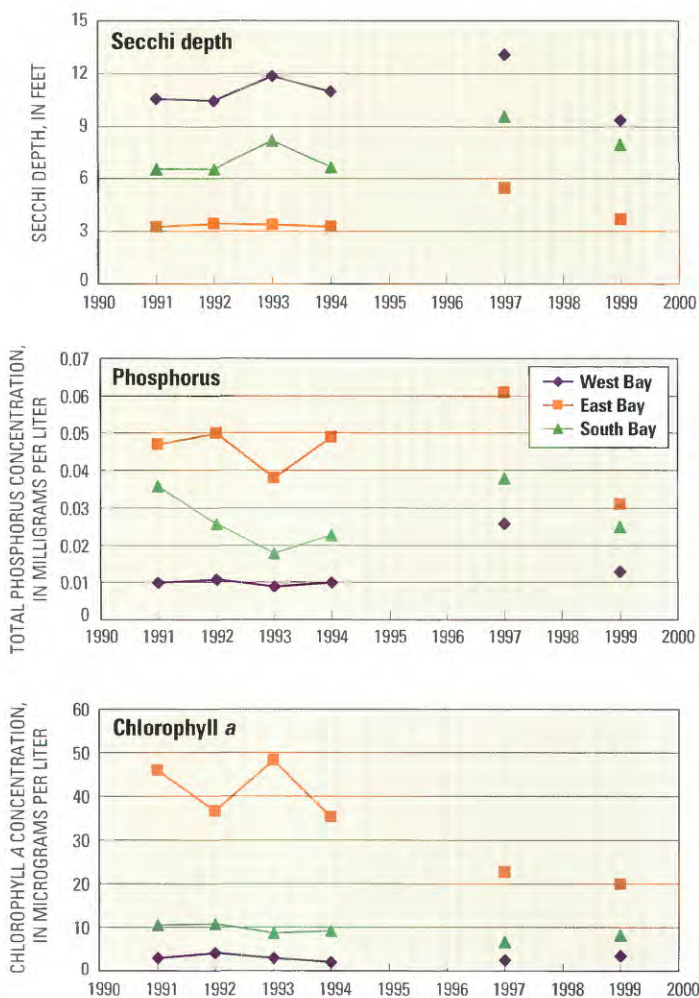 Secchi depth
SECCHI DEPTH, IN FEET
15
12
9
6
3
0
1990 1991 1992 1993 1994 1995 1996 1997 1998 1999 2000
Phosphorus
TOTAL PHOSPHORUS CONCENTRATION,
IN MILLIGRAMS PER LITER
0.07
0.06
0.05
0.04
0.03
0.02
0.01
0
West Bay
East Bay
South Bay
1990 1991 1992 1993 1994 1995 1996 1997 1998 1999 2000
Chlorophyll a
CHLOROPHYLL A CONCENTRATION,
IN MICROGRAMS PER LITER
60
50
40
30
20
10
0
1990 1991 1992 1993 1994 1995 1996 1997 1998 1999 2000